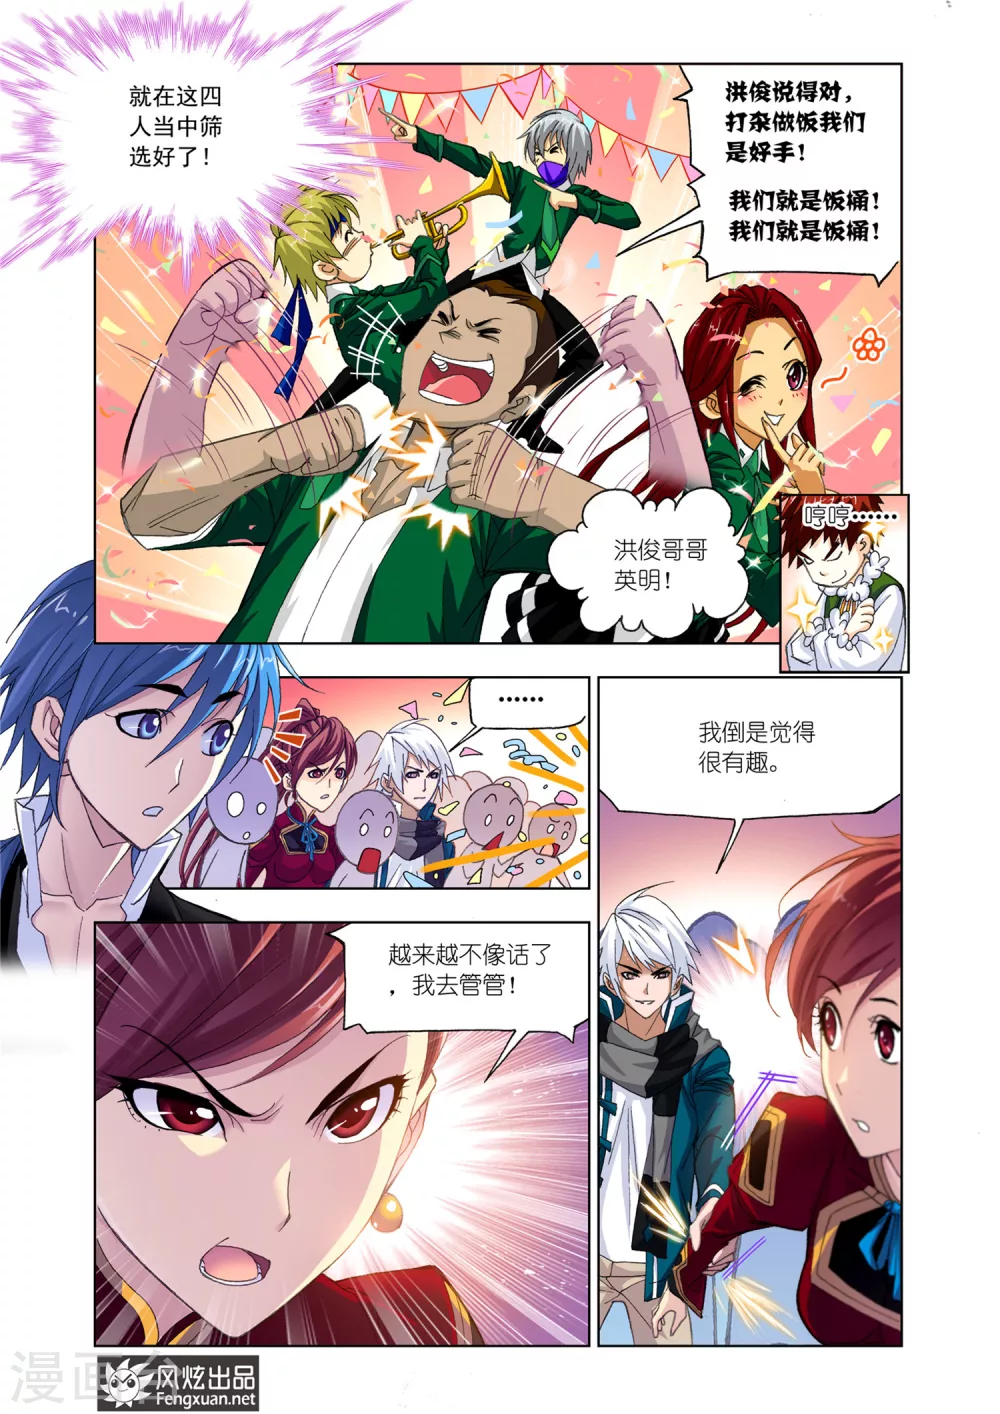 就在这四
人当中筛
选好了！
洪俊说得对，
打杂做饭我们
是好手！
我们就是饭桶！
我们就是饭桶！
洪俊哥哥
英明！
哼哼……
……
我倒是觉得
很有趣。
越来越不像话了
，我去管管！
漫画台
风炫出品
Fengxuan.net